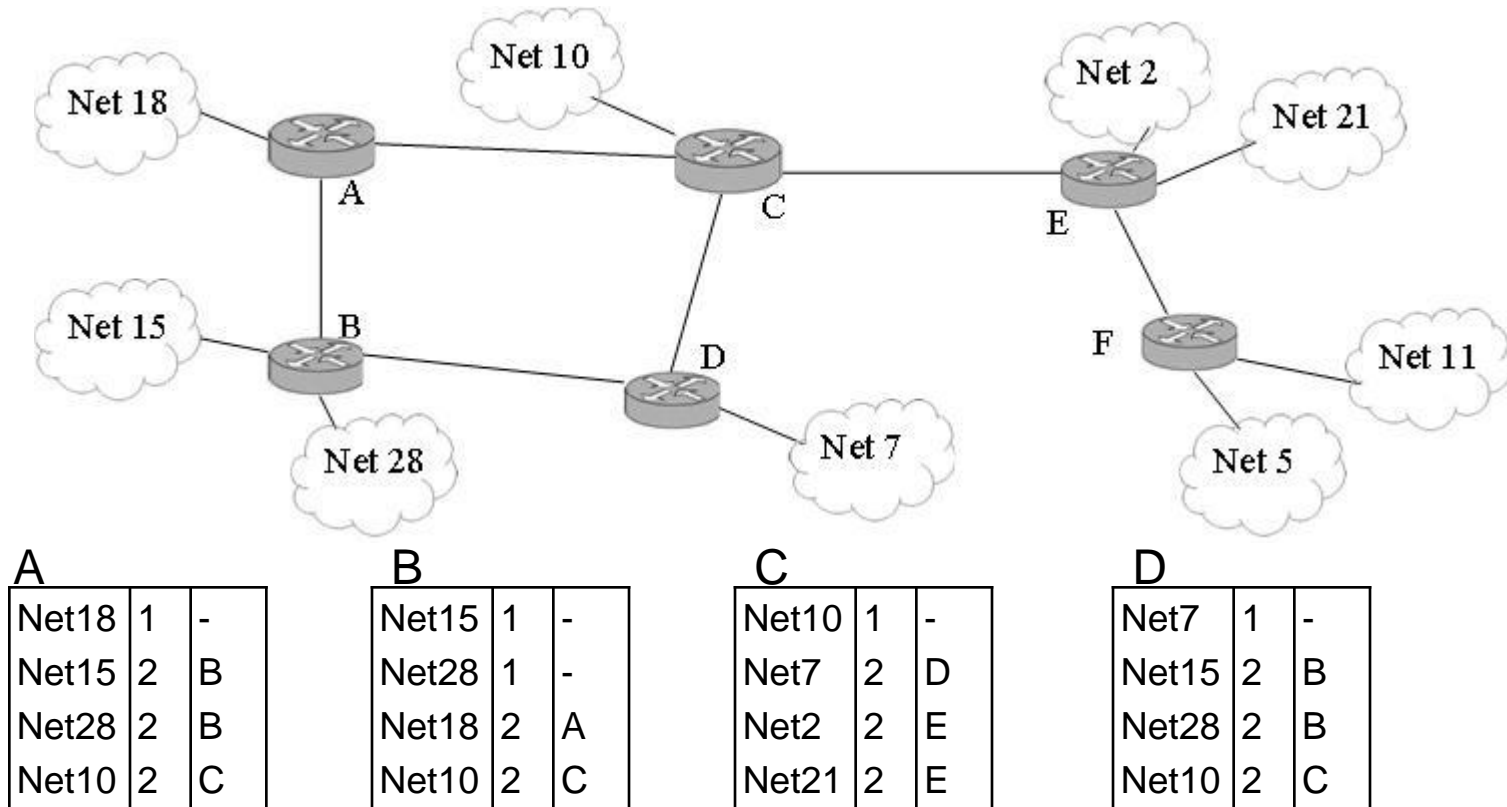 Net 10
Net 2
Net 18
Net 21
A
C
E
Net 15
B
D
F
Net 11
Net 28
Net 7
Net 5
A B C D
Net18 1 - Net15 1 - Net10 1 - Net7 1 -
Net15 2 B Net28 1 - Net7 2 D Net15 2 B
Net28 2 B Net18 2 A Net2 2 E Net28 2 B
Net10 2 C Net10 2 C Net21 2 E Net10 2 C